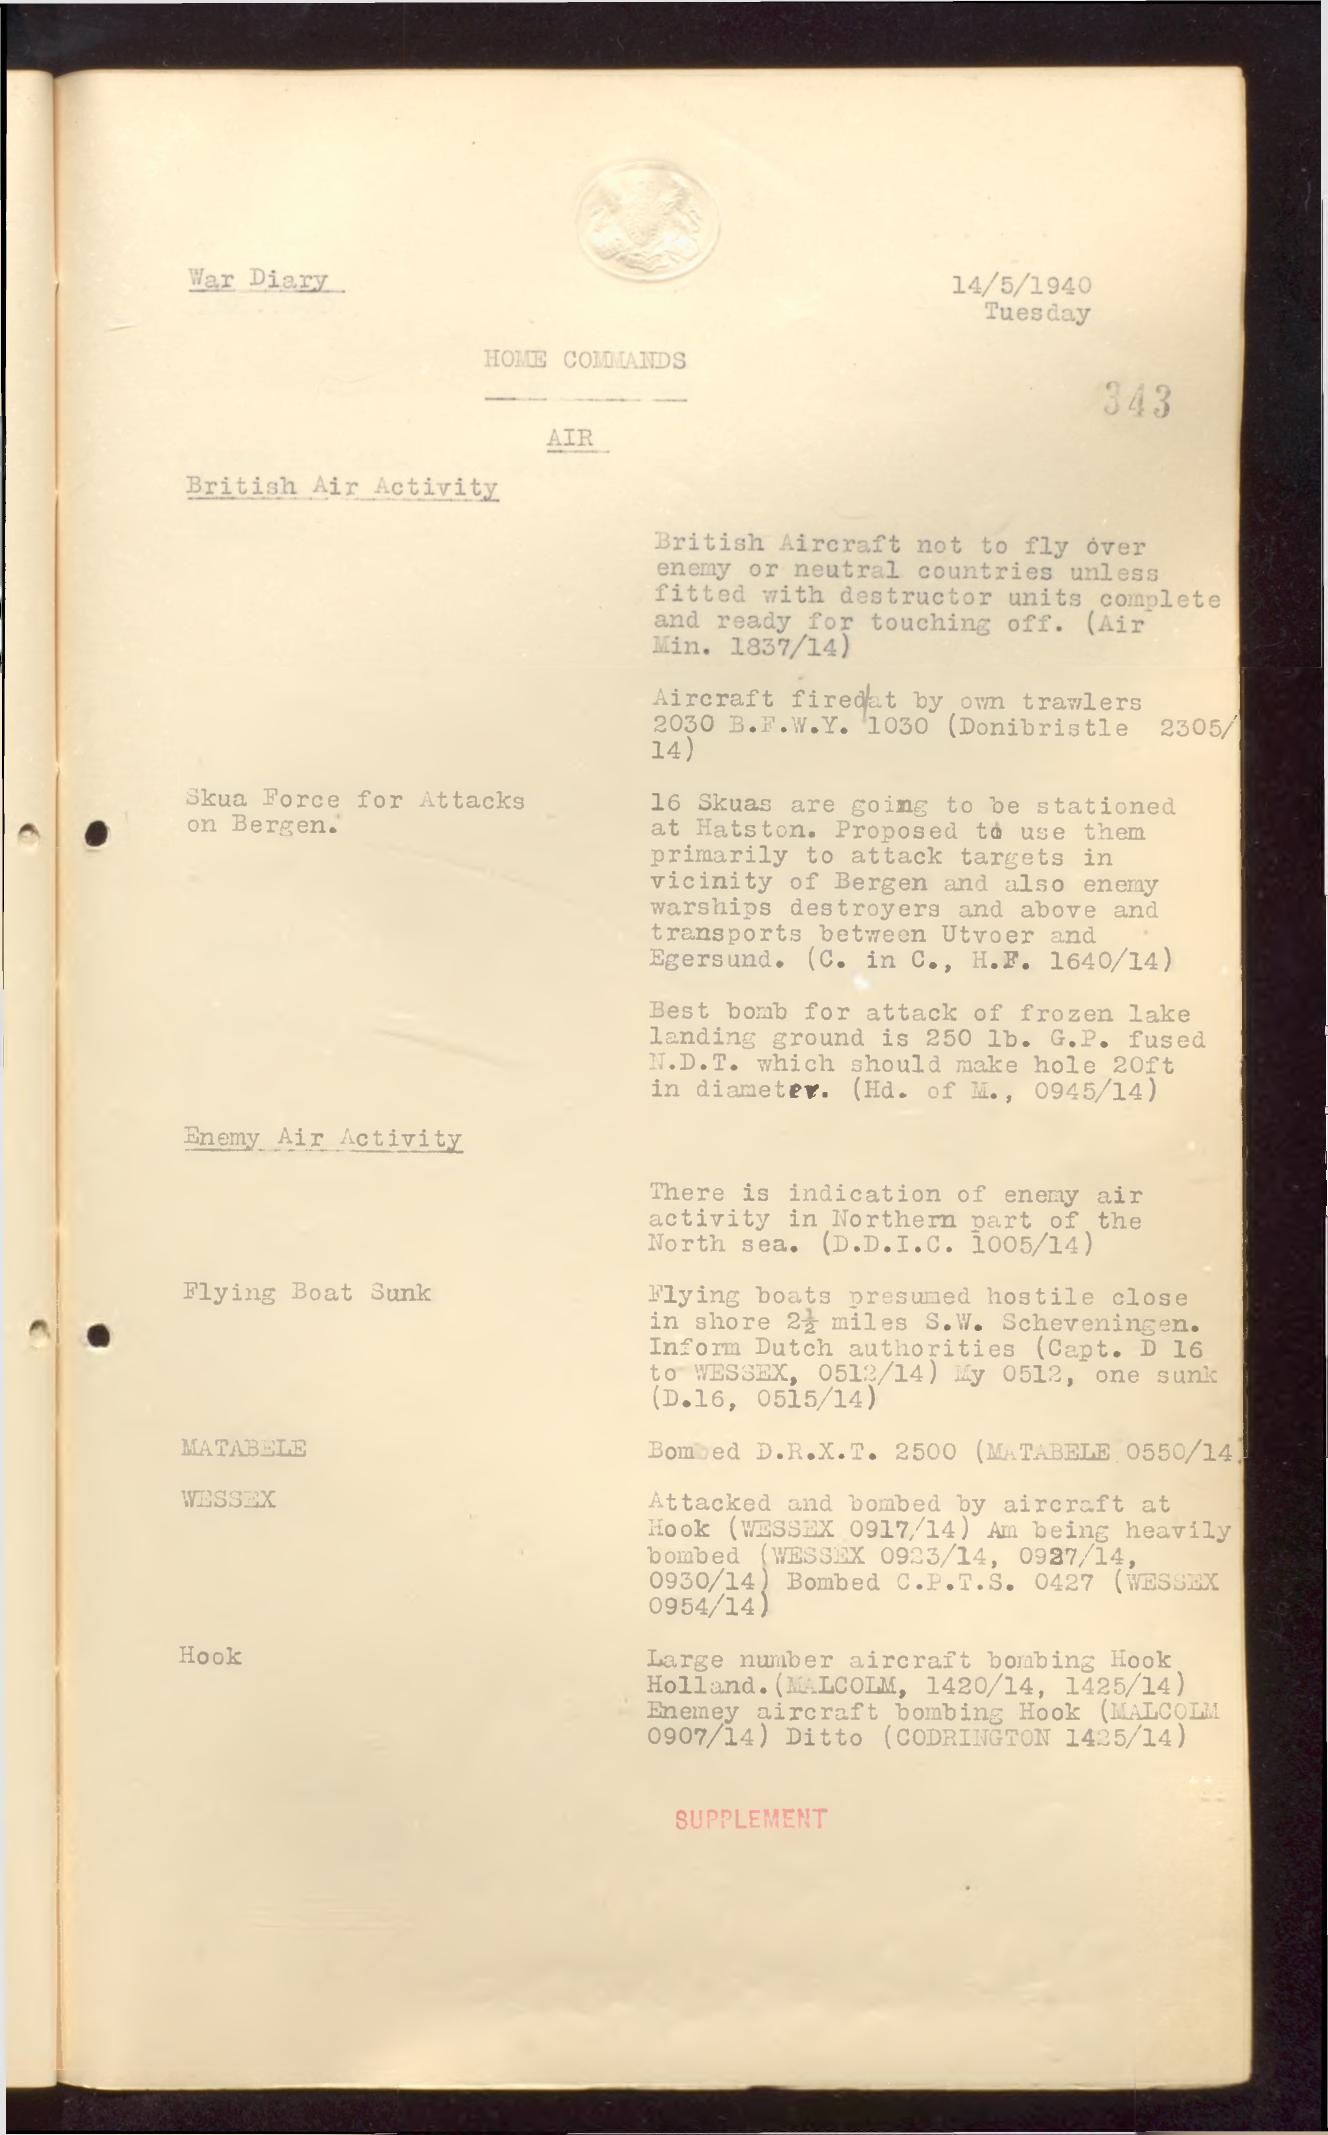 War Diary
14/5/1940
Tuesday
HOME COMMANDS
343
AIR
British Air Activity
British Aircraft not to fly over
enemy or neutral countries unless
fitted with destructor units complete
and ready for touching off. (Air
Min. 1837/14)
Aircraft fired/at by own trawlers
2030 B.F.W.Y. 1030 (Donibristle 2305/
14)
Skua Force for Attacks
on Bergen.
16 Skuas are going to be stationed
at Hatston. Proposed to use them
primarily to attack targets in
vicinity of Bergen and also enemy
warships destroyers and above and
transports between Utvoer and
Egersund. (C. in C., H.F. 1640/14)
Best bomb for attack of frozen lake
landing ground is 250 lb. G.P. fused
N.D.T. which should make hole 20ft
in diameter. (Hd. of M., 0945/14)
Enemy Air Activity
There is indication of enemy air
activity in Northern part of the
North sea. (D.D.I.C. 1005/14)
Flying Boat Sunk
Flying boats presumed hostile close
in shore 2½ miles S.W. Scheveningen.
Inform Dutch authorities (Capt. D 16
to WESSEX, 0512/14) My 0512, one sunk
(D.16, 0515/14)
MATABELE
Bombed D.R.X.T. 2500 (MATABELE 0550/14)
WESSEX
Attacked and bombed by aircraft at
Hook (WESSEX 0917/14) Am being heavily
bombed (WESSEX 0923/14, 0927/14,
0930/14) Bombed C.P.T.S. 0427 (WESSEX
0954/14)
Hook
Large number aircraft bombing Hook
Holland.(MALCOLM, 1420/14, 1425/14)
Enemey aircraft bombing Hook (MALCOLM
0907/14) Ditto (CODRINGTON 1425/14)
SUPPLEMENT